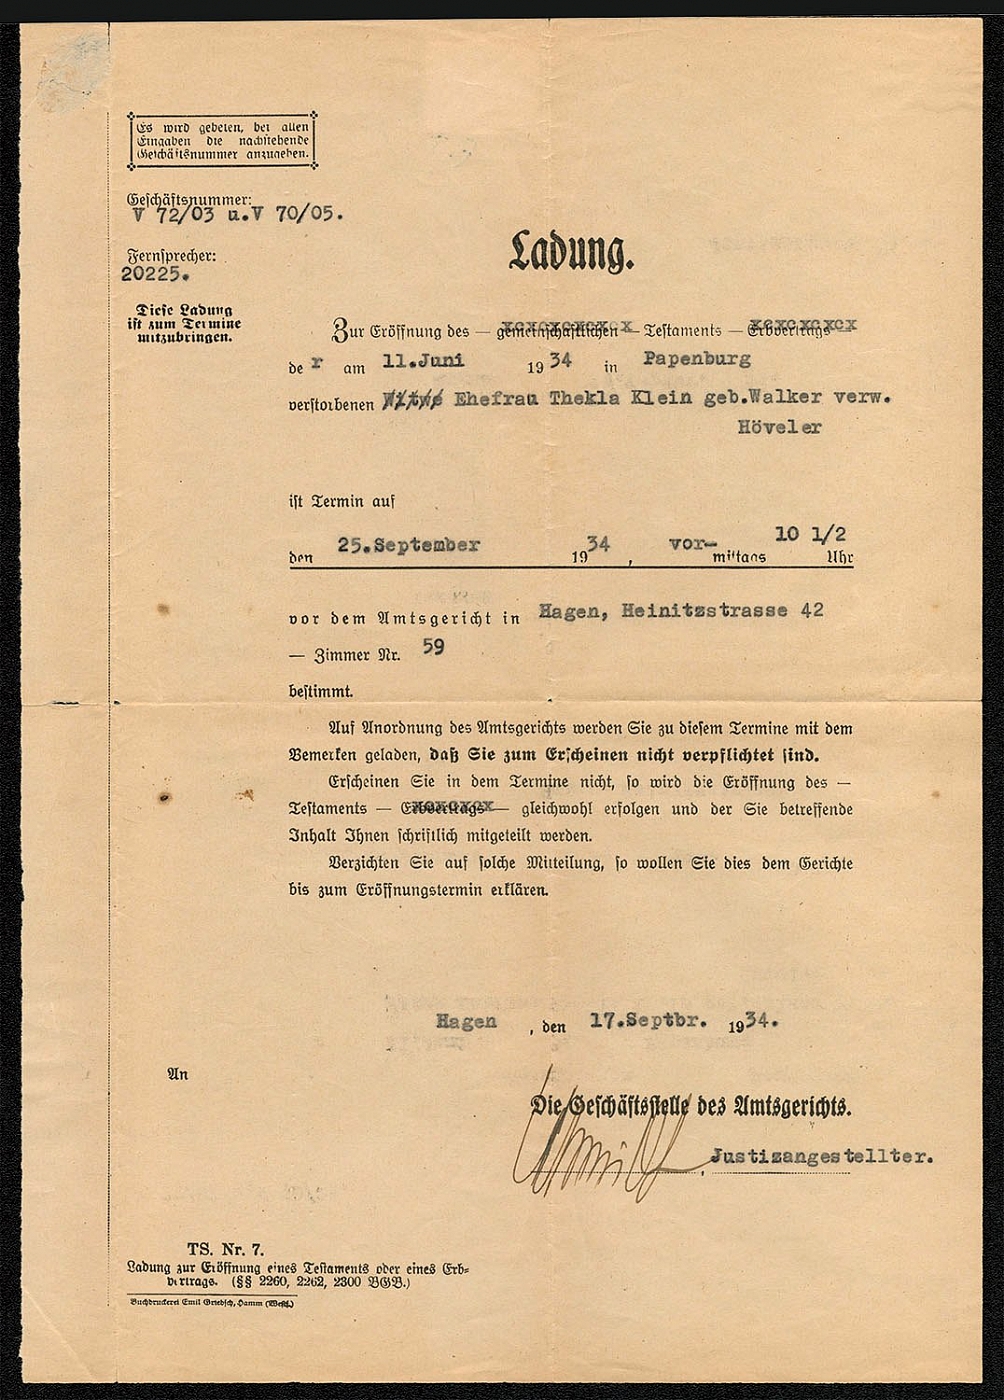 Es wird gebeten, bei allen
Eingaben die nachstehende
Geschäftsnummer anzugeben.
Geschäftsnummer:
V 72/03 u.V 70/05.
Fernsprecher:
20225.
Diese Ladung
ist zum Termine
mitzubringen.
Ladung.
Zur Eröffnung des — gemeinschaftlichen — Testaments — Erbvertrags —
der am 11.Juni 1934 in Papenburg
verstorbenen Witwe Ehefrau Thekla Klein geb.Walker verw.
Höveler
ist Termin auf
den 25.September 1934, vor-mittags 10 1/2 Uhr
vor dem Amtsgericht in Hagen, Heinitzstrasse 42
— Zimmer Nr. 59
bestimmt.
Auf Anordnung des Amtsgerichts werden Sie zu diesem Termine mit dem
Bemerken geladen, daß Sie zum Erscheinen nicht verpflichtet sind.
Erscheinen Sie in dem Termine nicht, so wird die Eröffnung des —
Testaments — Erbvertrags — gleichwohl erfolgen und der Sie betreffende
Inhalt Ihnen schriftlich mitgeteilt werden.
Verzichten Sie auf solche Mitteilung, so wollen Sie dies dem Gerichte
bis zum Eröffnungstermin erklären.
Hagen, den 17.Septbr. 1934.
An
Die Geschäftsstelle des Amtsgerichts.
, Justizangestellter.
TS. Nr. 7.
Ladung zur Eröffnung eines Testaments oder eines Erb-
vertrags. (§§ 2260, 2262, 2300 BGB.)
Buchdruckerei Emil Griebsch, Hamm (Westf.)